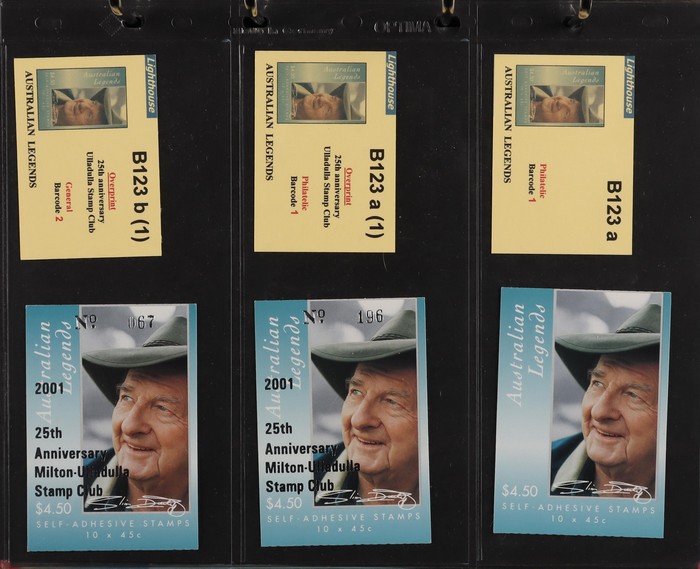 OPTIMA
Lighthouse
Australian
Legends
AUSTRALIAN LEGENDS
B123 b (1)
Overprint
25th anniversary
Ulladulla Stamp Club
General
Barcode 2
Lighthouse
Australian
Legends
AUSTRALIAN LEGENDS
B123 a (1)
Overprint
25th anniversary
Ulladulla Stamp Club
Philatelic
Barcode 1
Lighthouse
Australian
Legends
AUSTRALIAN LEGENDS
B123 a
Philatelic
Barcode 1
Australian
Legends
No 067
2001
25th
Anniversary
Milton-Ulladulla
Stamp Club
$4.50
SELF-ADHESIVE STAMPS
10 x 45c
Australian
Legends
No 196
2001
25th
Anniversary
Milton-Ulladulla
Stamp Club
$4.50
SELF-ADHESIVE STAMPS
10 x 45c
Australian
Legends
$4.50
SELF-ADHESIVE STAMPS
10 x 45c